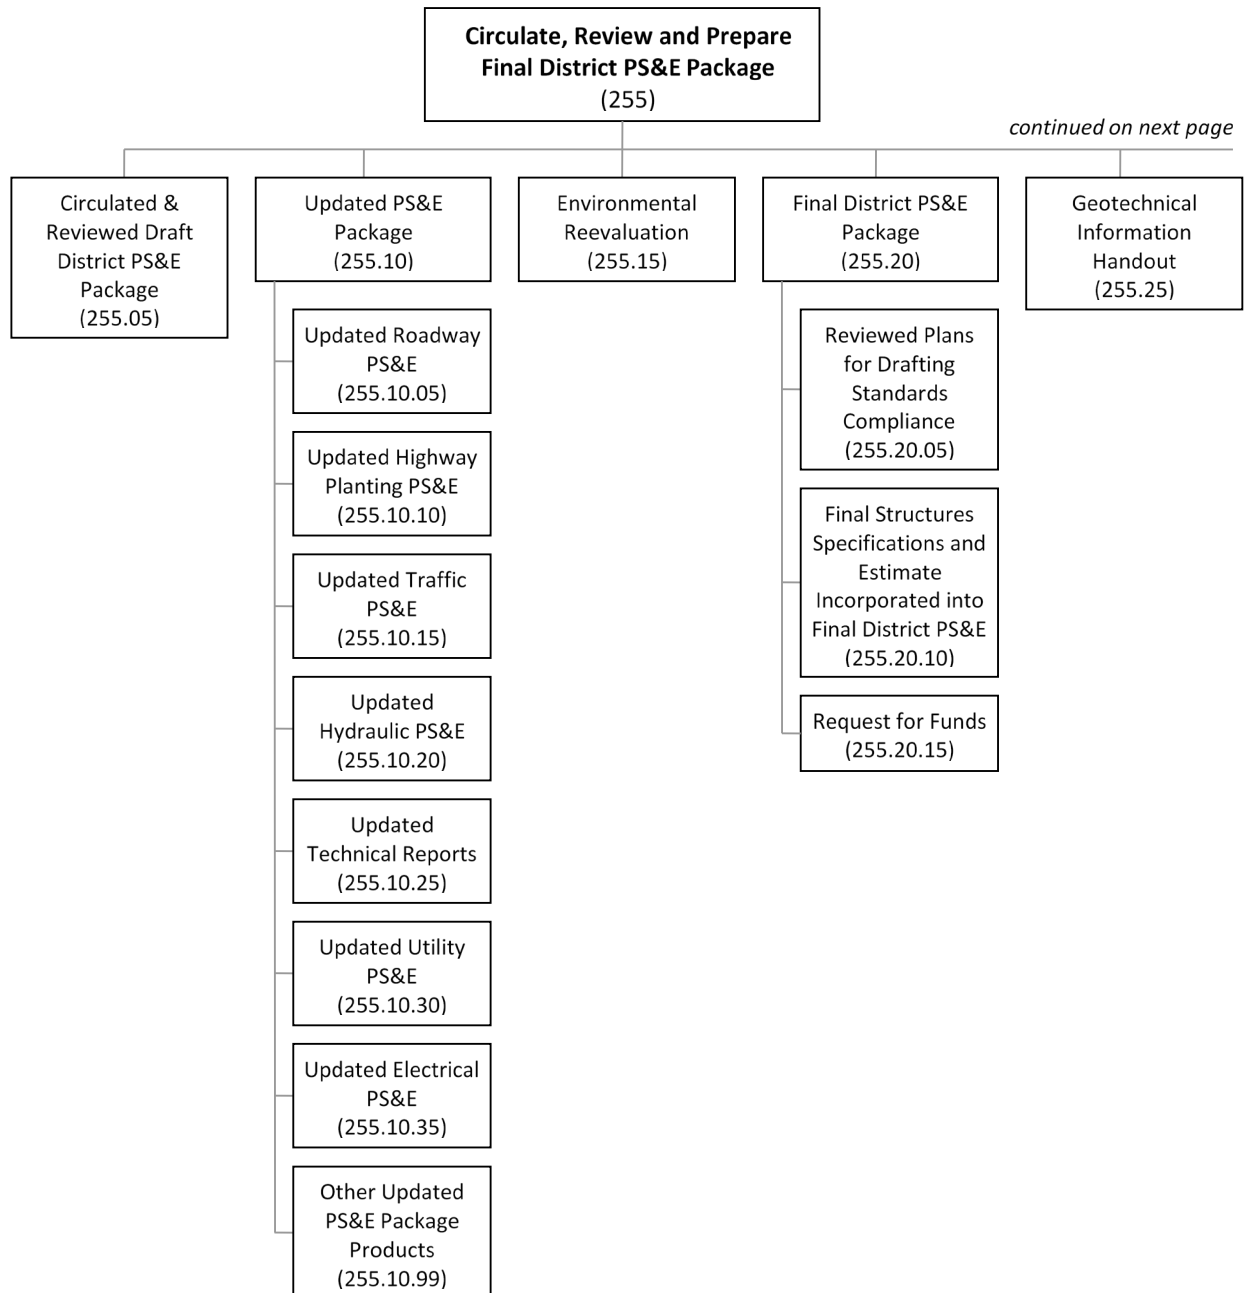 Circulate, Review and Prepare
Final District PS&E Package
(255)
continued on next page
Circulated &
Reviewed Draft
District PS&E
Package
(255.05)
Updated PS&E
Package
(255.10)
Updated Roadway
PS&E
(255.10.05)
Updated Highway
Planting PS&E
(255.10.10)
Updated Traffic
PS&E
(255.10.15)
Updated
Hydraulic PS&E
(255.10.20)
Updated
Technical Reports
(255.10.25)
Updated Utility
PS&E
(255.10.30)
Updated Electrical
PS&E
(255.10.35)
Other Updated
PS&E Package
Products
(255.10.99)
Environmental
Reevaluation
(255.15)
Final District PS&E
Package
(255.20)
Reviewed Plans
for Drafting
Standards
Compliance
(255.20.05)
Final Structures
Specifications and
Estimate
Incorporated into
Final District PS&E
(255.20.10)
Request for Funds
(255.20.15)
Geotechnical
Information
Handout
(255.25)